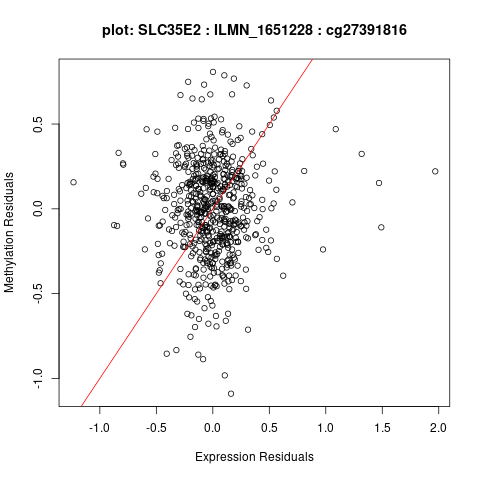 plot: SLC35E2 : ILMN_1651228 : cg27391816
Methylation Residuals
0.5
0.0
-0.5
-1.0
-1.0 -0.5 0.0 0.5 1.0 1.5 2.0
Expression Residuals